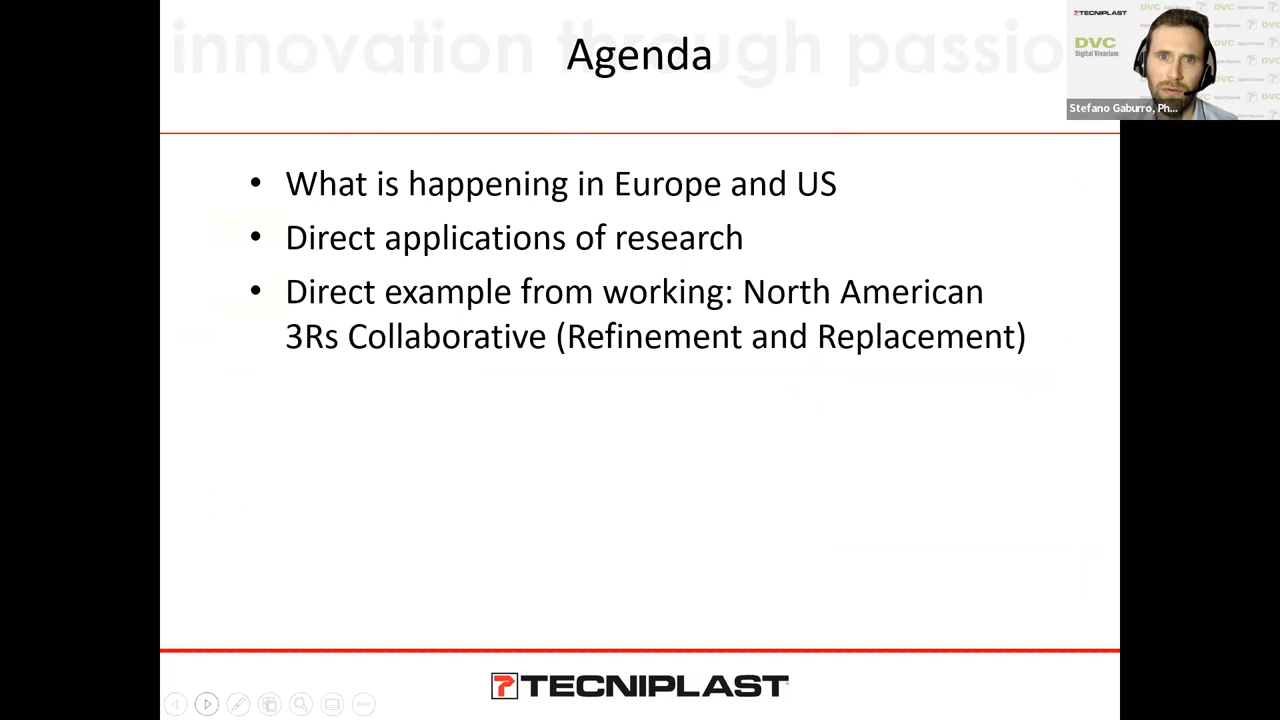 innovation through passio
Agenda
• What is happening in Europe and US
• Direct applications of research
• Direct example from working: North American
3Rs Collaborative (Refinement and Replacement)
TECNIPLAST
TECNIPLAST
DVC
Digital Vivarium
Stefano Gaburro, Ph...